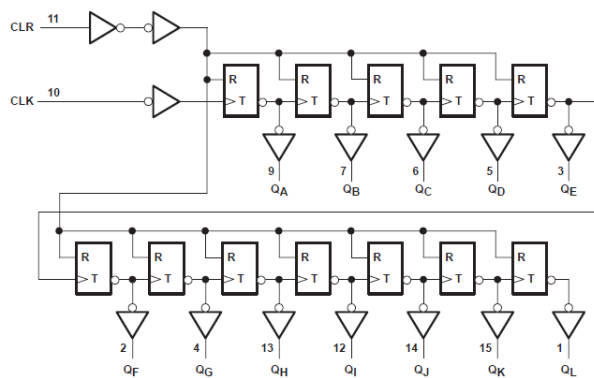 CLR 11
R R R R R
CLK 10
T T T T T
9 7 6 5 3
QA QB QC QD QE
R R R R R R R
T T T T T T T
2 4 13 12 14 15 1
QF QG QH QI QJ QK QL